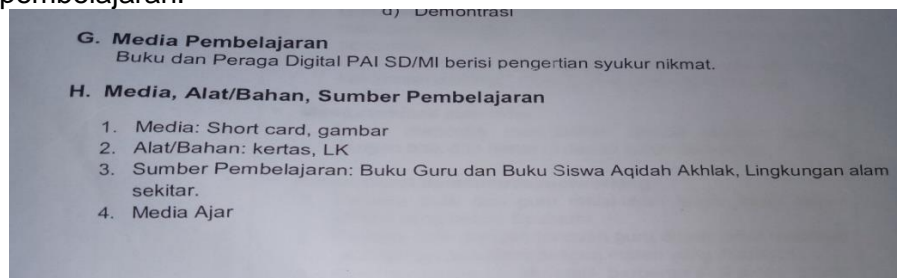 pembelajaran.
d) Demontrasi
G. Media Pembelajaran
Buku dan Peraga Digital PAI SD/MI berisi pengertian syukur nikmat.
H. Media, Alat/Bahan, Sumber Pembelajaran
1. Media: Short card, gambar
2. Alat/Bahan: kertas, LK
3. Sumber Pembelajaran: Buku Guru dan Buku Siswa Aqidah Akhlak, Lingkungan alam
sekitar.
4. Media Ajar